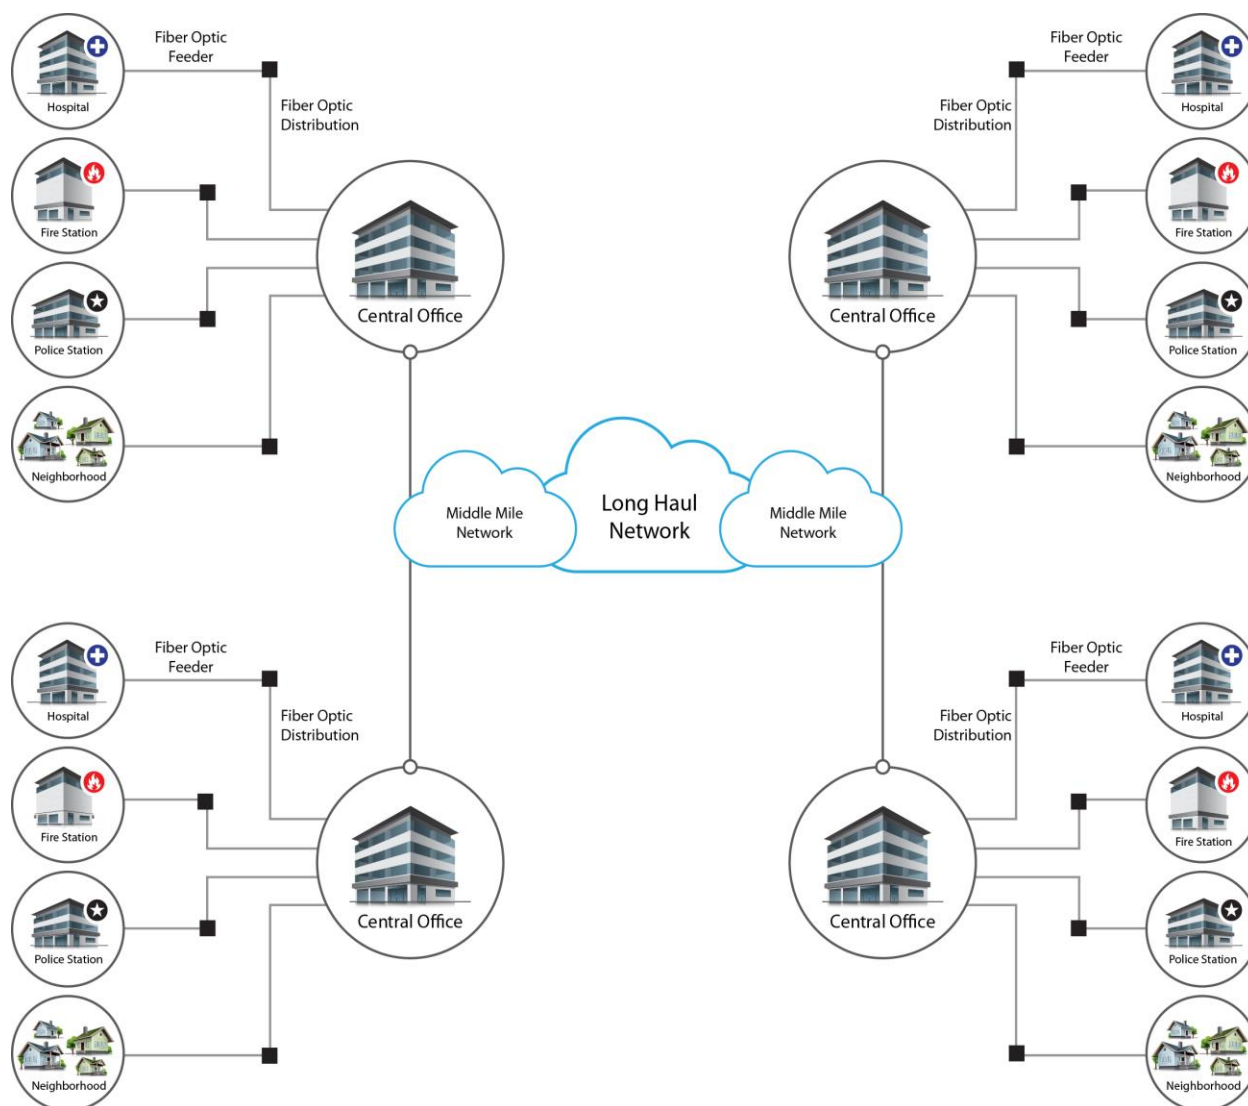 Fiber Optic
Feeder
Hospital
Fiber Optic
Distribution
Fire Station
Police Station
Neighborhood
Central Office
Fiber Optic
Feeder
Hospital
Fiber Optic
Distribution
Fire Station
Police Station
Neighborhood
Central Office
Middle Mile
Network
Long Haul
Network
Middle Mile
Network
Fiber Optic
Feeder
Hospital
Fiber Optic
Distribution
Fire Station
Police Station
Neighborhood
Central Office
Fiber Optic
Feeder
Hospital
Fiber Optic
Distribution
Fire Station
Police Station
Neighborhood
Central Office